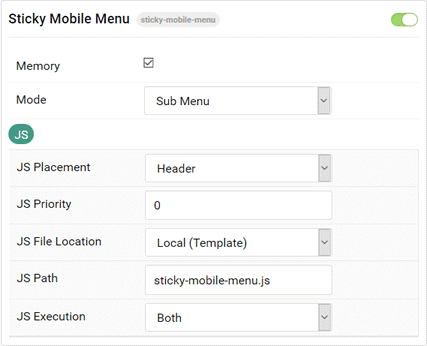 Sticky Mobile Menu sticky-mobile-menu
Memory
Mode Sub Menu
JS
JS Placement Header
JS Priority 0
JS File Location Local (Template)
JS Path sticky-mobile-menu.js
JS Execution Both